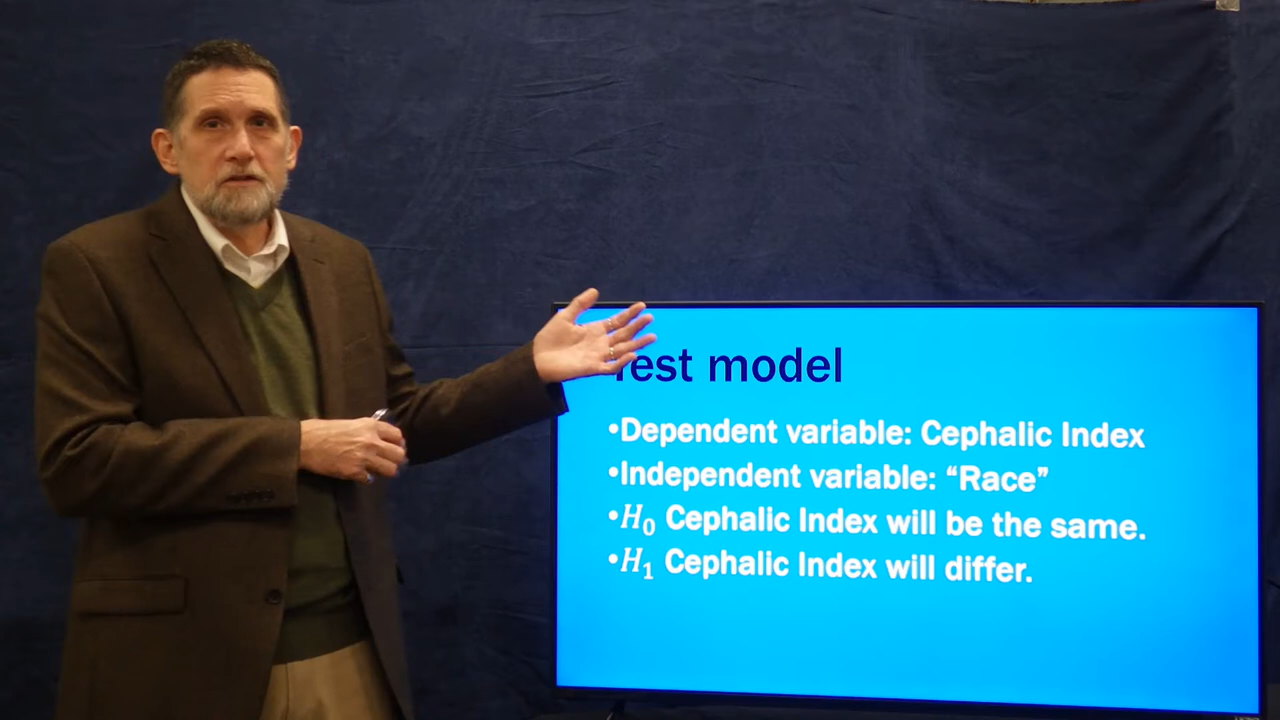 Test model
•Dependent variable: Cephalic Index
•Independent variable: “Race”
•H₀ Cephalic Index will be the same.
•H₁ Cephalic Index will differ.